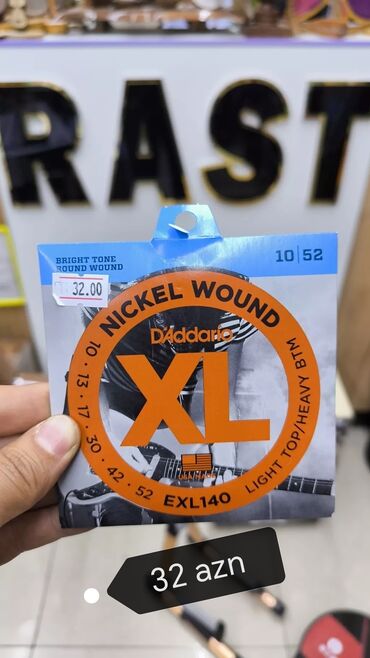 RAST
BRIGHT TONE
ROUND WOUND
10|52
32.00
NICKEL WOUND
D'Addario
XL
10 · 13 · 17 · 30 · 42 · 52
EXL140
LIGHT TOP/HEAVY BTM
32 azn